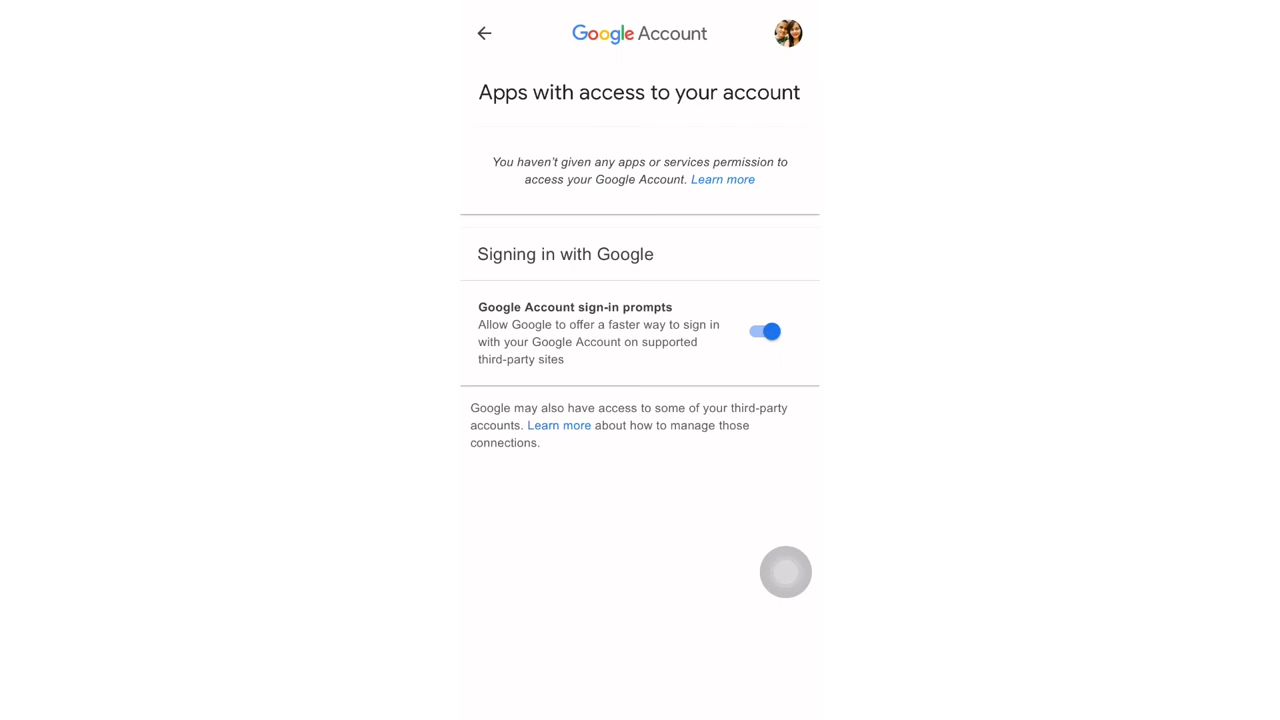 Google Account
Apps with access to your account
You haven't given any apps or services permission to
access your Google Account. Learn more
Signing in with Google
Google Account sign-in prompts
Allow Google to offer a faster way to sign in
with your Google Account on supported
third-party sites
Google may also have access to some of your third-party
accounts. Learn more about how to manage those
connections.